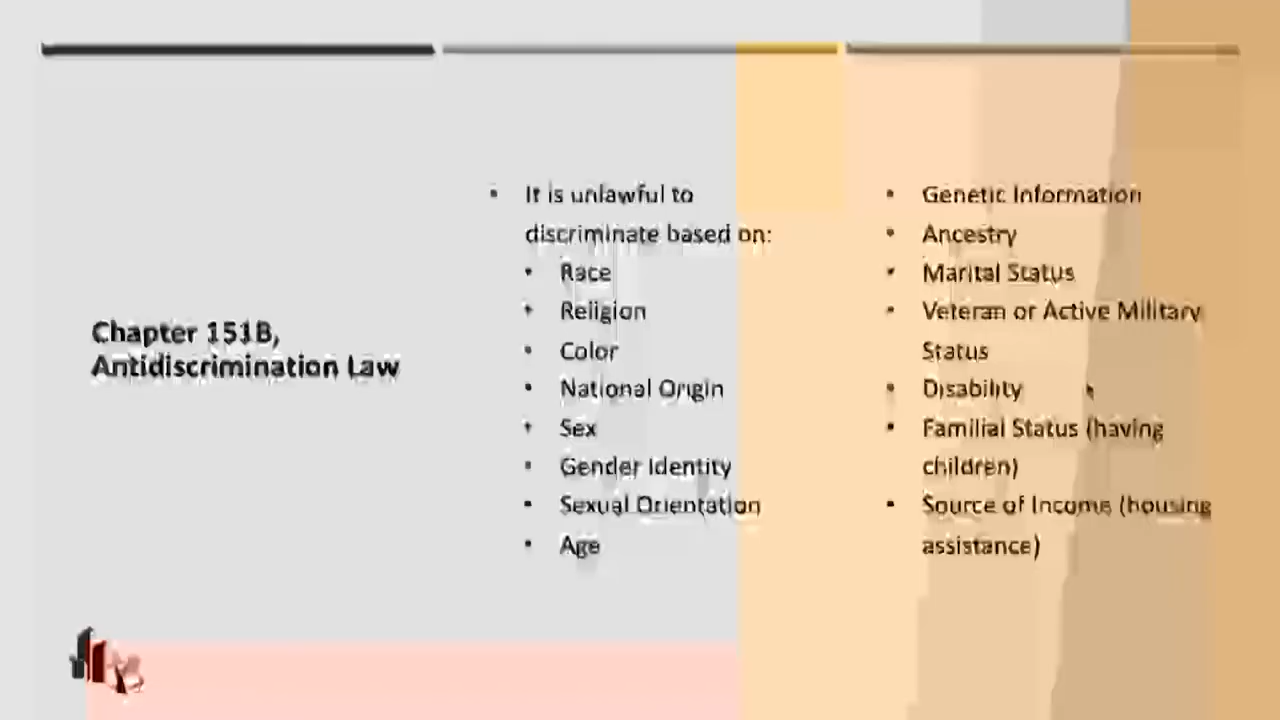 Chapter 151B,
Antidiscrimination Law
• It is unlawful to
discriminate based on:
• Race
• Religion
• Color
• National Origin
• Sex
• Gender Identity
• Sexual Orientation
• Age
• Genetic Information
• Ancestry
• Marital Status
• Veteran or Active Military
Status
• Disability
• Familial Status (having
children)
• Source of Income (housing
assistance)